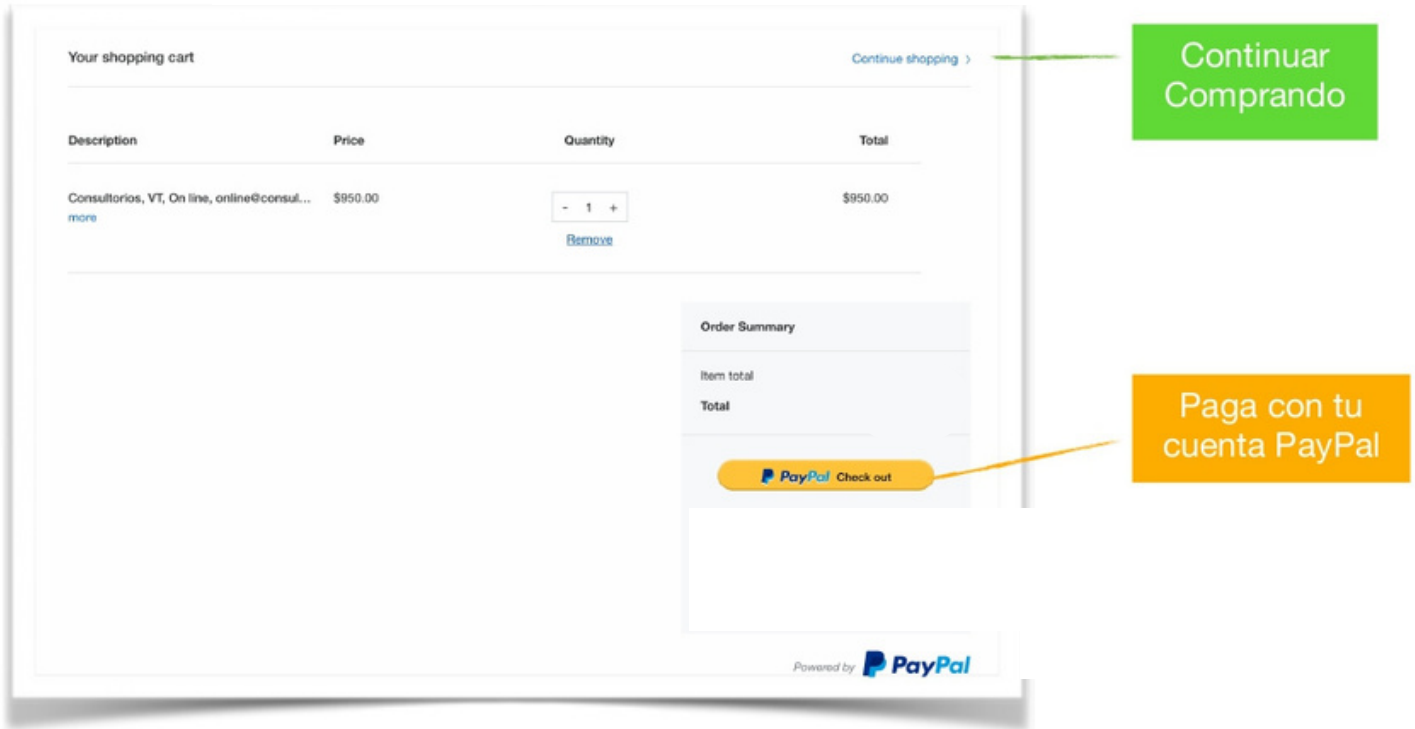 Your shopping cart
Continue shopping >
Continuar
Comprando
Description Price Quantity Total
Consultorios, VT, On line, online@consul... $950.00 - 1 + $950.00
more
Remove
Order Summary
Item total
Total
PayPal Check out
Paga con tu
cuenta PayPal
Powered by PayPal